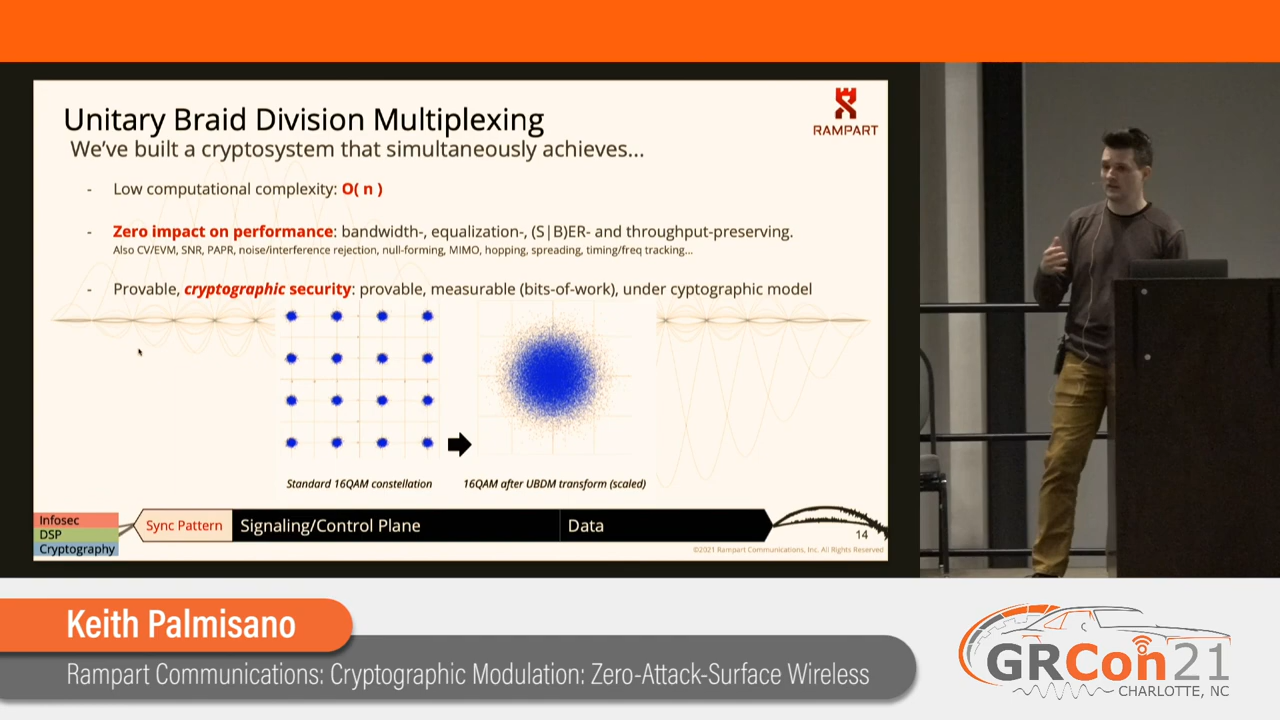 Unitary Braid Division Multiplexing
We've built a cryptosystem that simultaneously achieves...
RAMPART
- Low computational complexity: O( n )
- Zero impact on performance: bandwidth-, equalization-, (S|B)ER- and throughput-preserving.
Also CV/EVM, SNR, PAPR, noise/interference rejection, null-forming, MIMO, hopping, spreading, timing/freq tracking...
- Provable, cryptographic security: provable, measurable (bits-of-work), under cyptographic model
Standard 16QAM constellation
16QAM after UBDM transform (scaled)
Infosec
DSP
Cryptography
Sync Pattern
Signaling/Control Plane
Data
14
©2021 Rampart Communications, Inc. All Rights Reserved
Keith Palmisano
Rampart Communications: Cryptographic Modulation: Zero-Attack-Surface Wireless
GRCon21
CHARLOTTE, NC